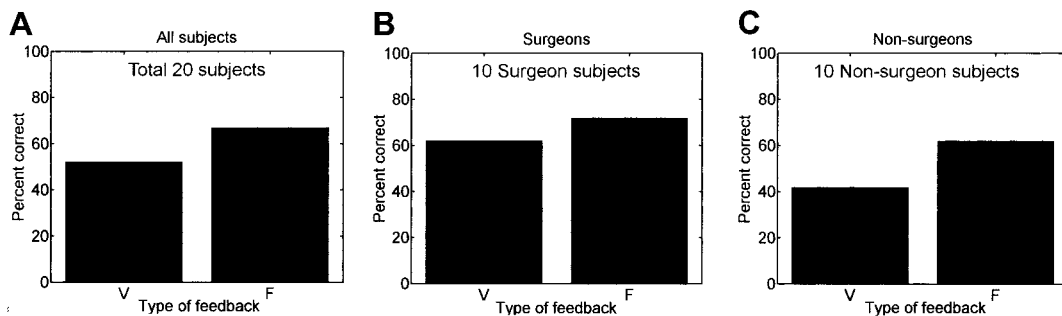 A
All subjects
Total 20 subjects
Percent correct
100
80
60
40
20
0
V
F
Type of feedback
B
Surgeons
10 Surgeon subjects
Percent correct
100
80
60
40
20
0
V
F
Type of feedback
C
Non-surgeons
10 Non-surgeon subjects
Percent correct
100
80
60
40
20
0
V
F
Type of feedback